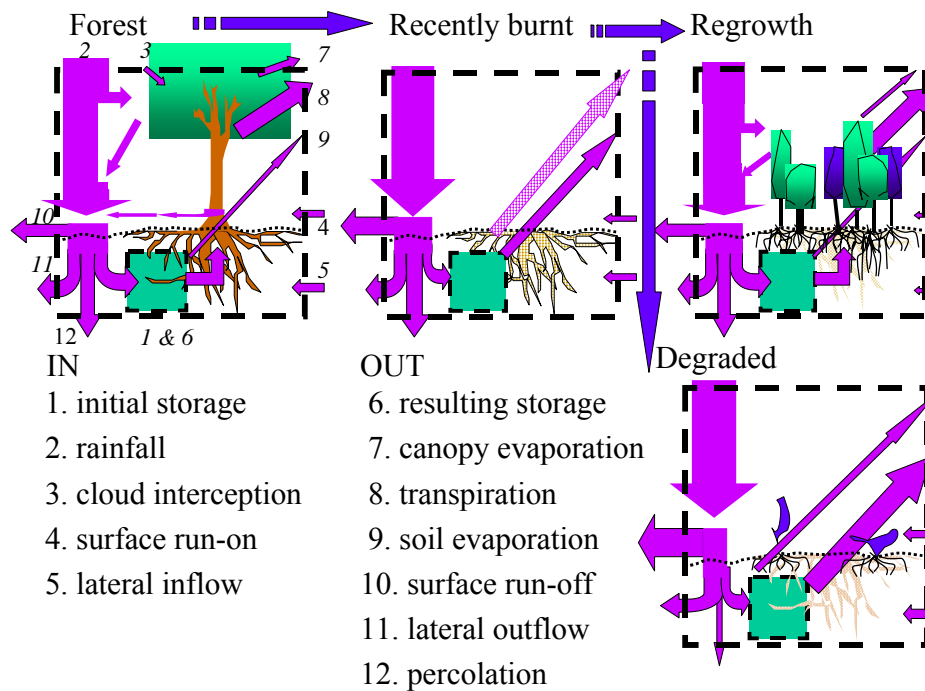 Forest Recently burnt Regrowth
2 3 7
8
9
10 4
11 5
12 1 & 6
Degraded
IN OUT
1. initial storage 6. resulting storage
2. rainfall 7. canopy evaporation
3. cloud interception 8. transpiration
4. surface run-on 9. soil evaporation
5. lateral inflow 10. surface run-off
11. lateral outflow
12. percolation